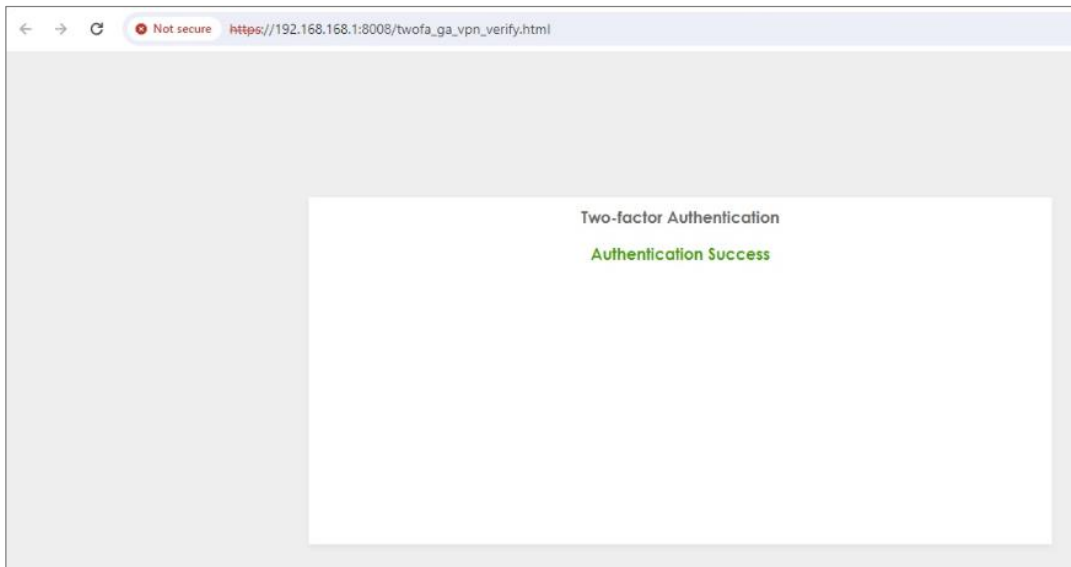 Not secure https://192.168.168.1:8008/twofa_ga_vpn_verify.html
Two-factor Authentication
Authentication Success